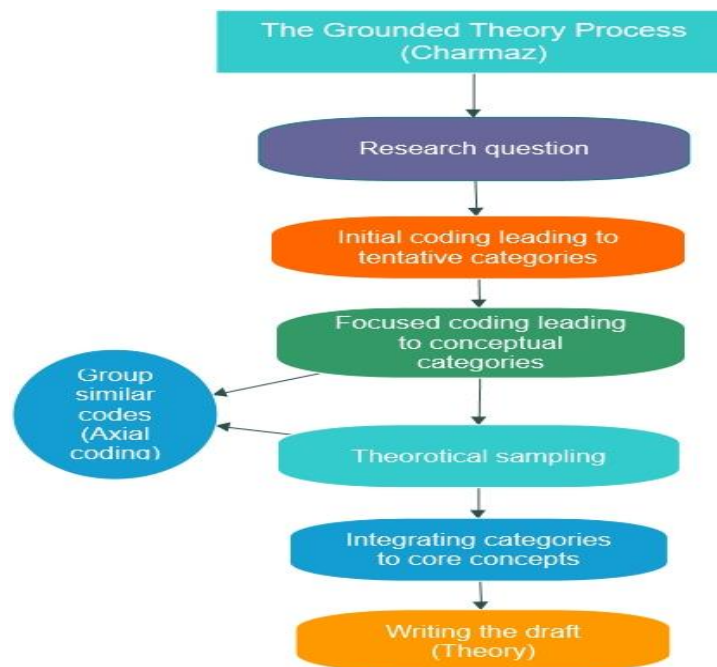 The Grounded Theory Process
(Charmaz)
Research question
Initial coding leading to
tentative categories
Focused coding leading
to conceptual
categories
Group
similar
codes
(Axial
coding)
Theorotical sampling
Integrating categories
to core concepts
Writing the draft
(Theory)